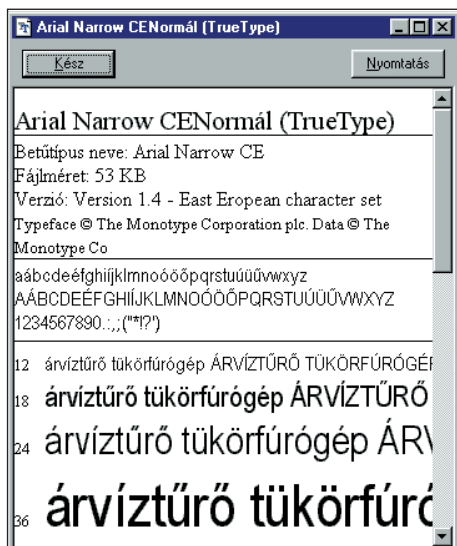 Arial Narrow CENormál (TrueType)
Kész
Nyomtatás
Arial Narrow CENormál (TrueType)
Betűtípus neve: Arial Narrow CE
Fájlméret: 53 KB
Verzió: Version 1.4 - East Eropean character set
Typeface © The Monotype Corporation plc. Data © The
Monotype Co
aábcdeéfghiíjklmnoóöőpqrstuúüűvwxyz
AÁBCDEÉFGHIÍJKLMNOÓÖŐPQRSTUÚÜŰVWXYZ
1234567890.:,;("*!?')
12 árvíztűrő tükörfúrógép ÁRVÍZTŰRŐ TÜKÖRFÚRÓGÉ
18 árvíztűrő tükörfúrógép ÁRVÍZTŰRŐ
24 árvíztűrő tükörfúrógép ÁRV
36 árvíztűrő tükörfúró